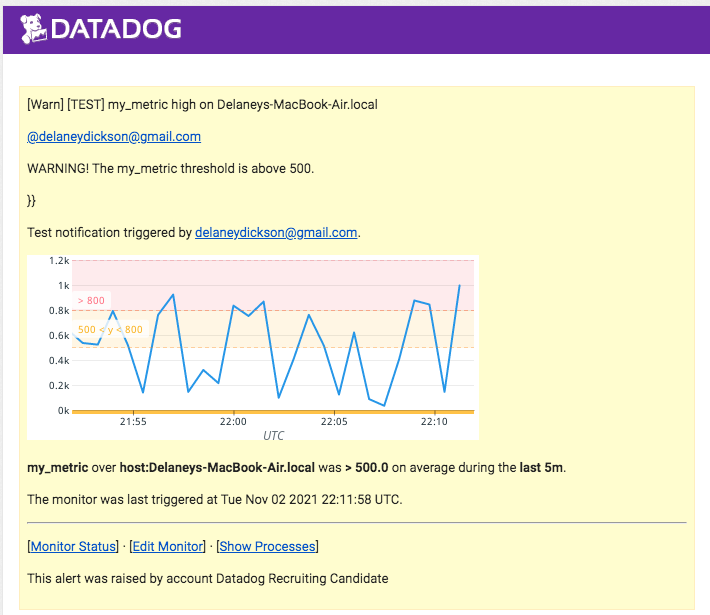 DATADOG
[Warn] [TEST] my_metric high on Delaneys-MacBook-Air.local
@delaneydickson@gmail.com
WARNING! The my_metric threshold is above 500.
}}
Test notification triggered by delaneydickson@gmail.com.
1.2k
1k
> 800
0.8k
500 < y < 800
0.6k
0.4k
0.2k
0k
21:55 22:00 22:05 22:10
UTC
my_metric over host:Delaneys-MacBook-Air.local was > 500.0 on average during the last 5m.
The monitor was last triggered at Tue Nov 02 2021 22:11:58 UTC.
[Monitor Status] · [Edit Monitor] · [Show Processes]
This alert was raised by account Datadog Recruiting Candidate